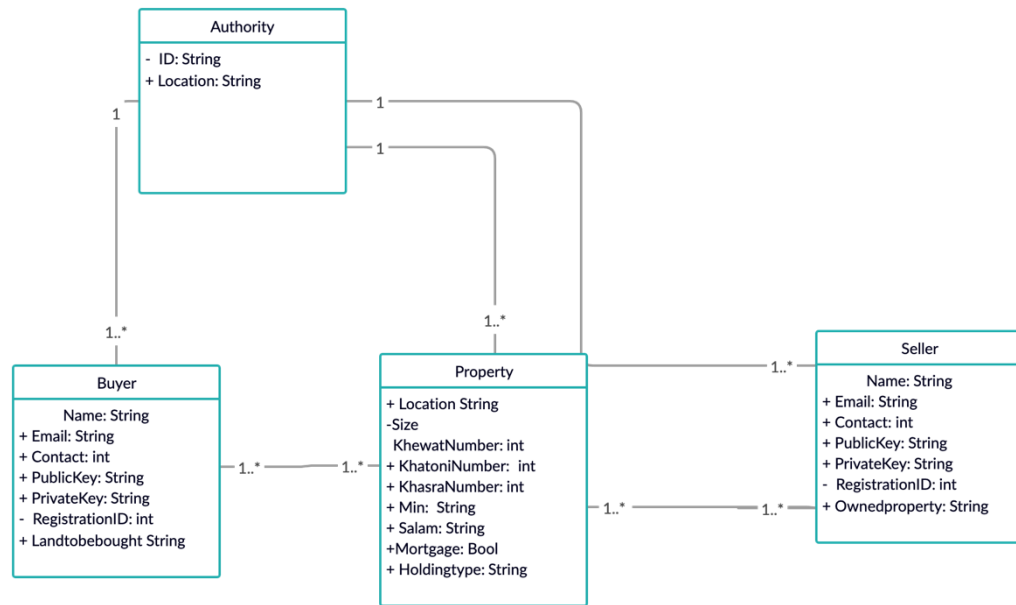 Authority
- ID: String
+ Location: String
1
1
1
1..*
1..*
1..*
Buyer
Name: String
+ Email: String
+ Contact: int
+ PublicKey: String
+ PrivateKey: String
- RegistrationID: int
+ Landtobebought String
1..*
1..*
Property
+ Location String
-Size
KhewatNumber: int
+ KhatoniNumber: int
+ KhasraNumber: int
+ Min: String
+ Salam: String
+Mortgage: Bool
+ Holdingtype: String
1..*
1..*
Seller
Name: String
+ Email: String
+ Contact: int
+ PublicKey: String
+ PrivateKey: String
- RegistrationID: int
+ Ownedproperty: String